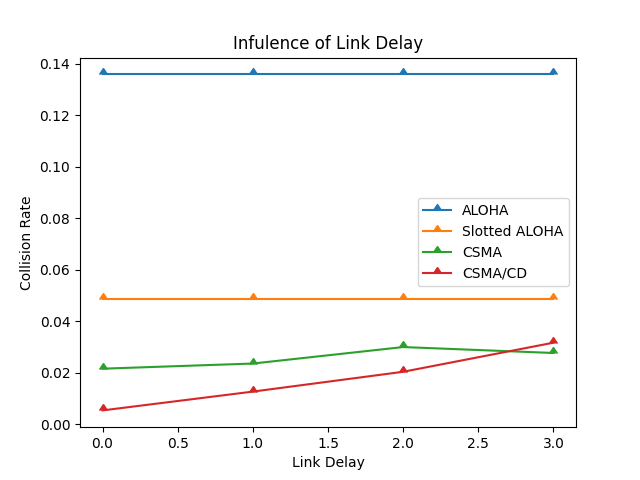 Infulence of Link Delay
Collision Rate
0.14
0.12
0.10
0.08
0.06
0.04
0.02
0.00
ALOHA
Slotted ALOHA
CSMA
CSMA/CD
0.0 0.5 1.0 1.5 2.0 2.5 3.0
Link Delay